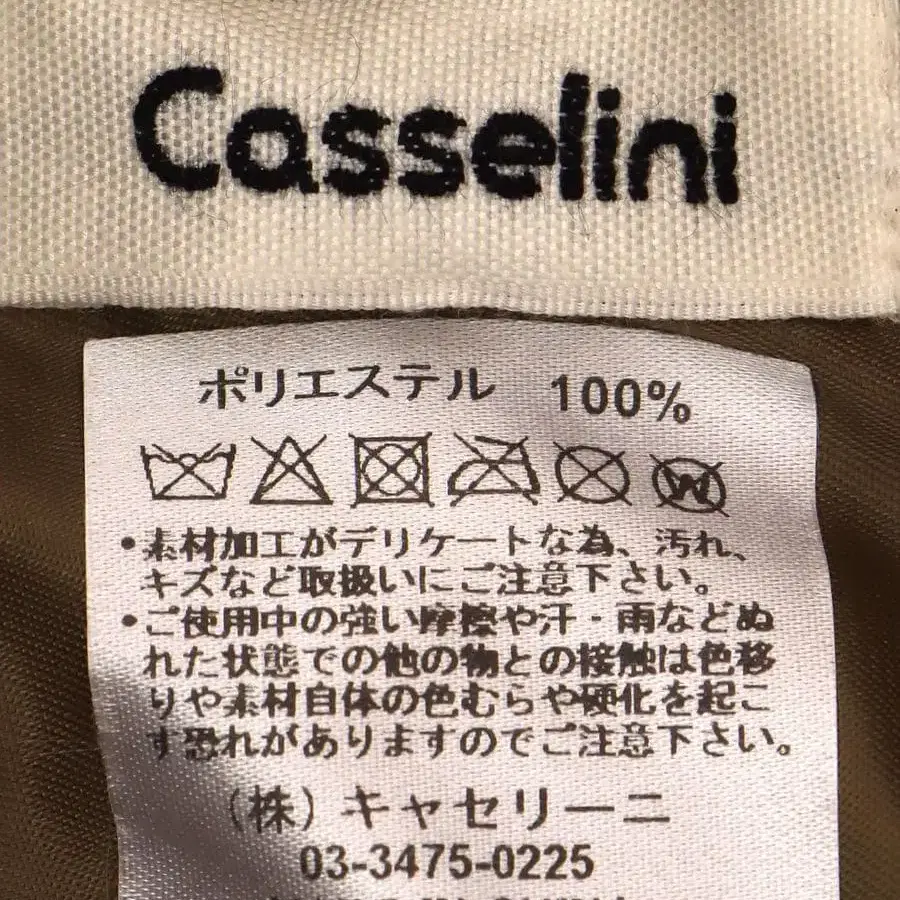 Casselini
ポリエステル 100%
W
•素材加工がデリケートな為、汚れ、
キズなど取扱いにご注意下さい。
•ご使用中の強い摩擦や汗・雨などぬ
れた状態での他の物との接触は色移
りや素材自体の色むらや硬化を起こ
す恐れがありますのでご注意下さい。
(株)キャセリーニ
03-3475-0225